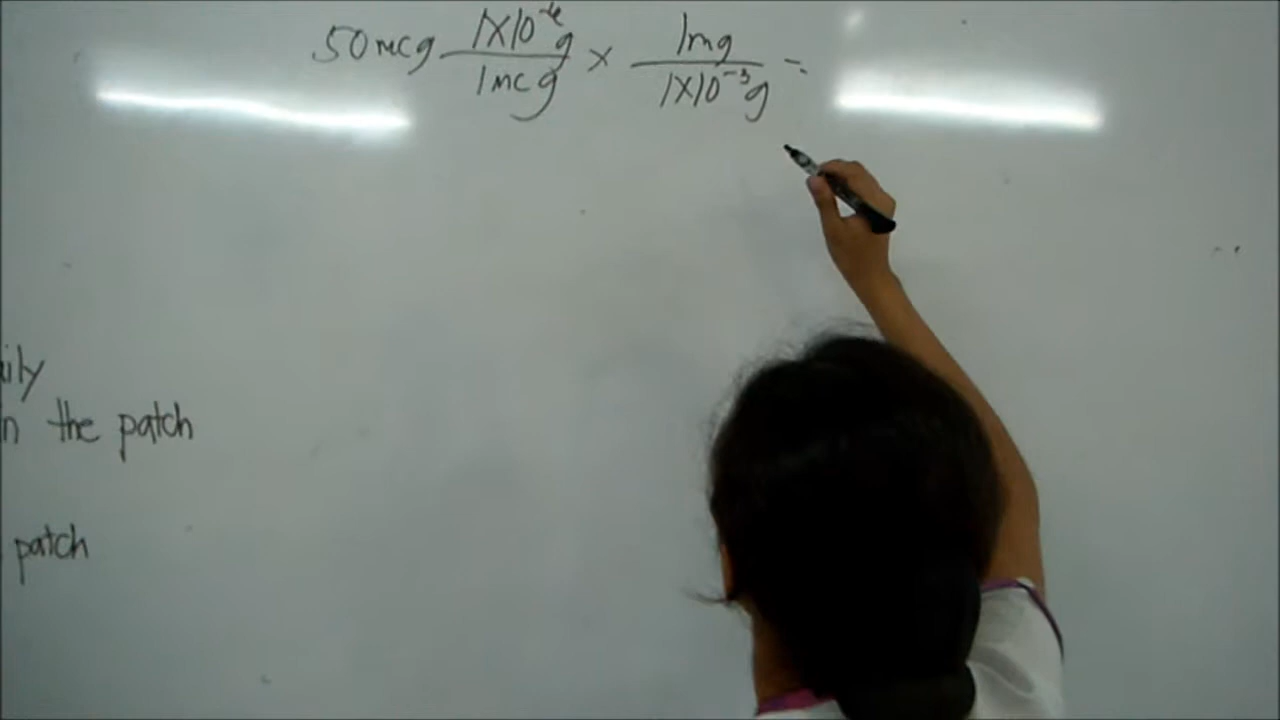 50mcg 1X10⁻⁶g/1mcg × 1mg/1X10⁻³g =
ily
n the patch
patch